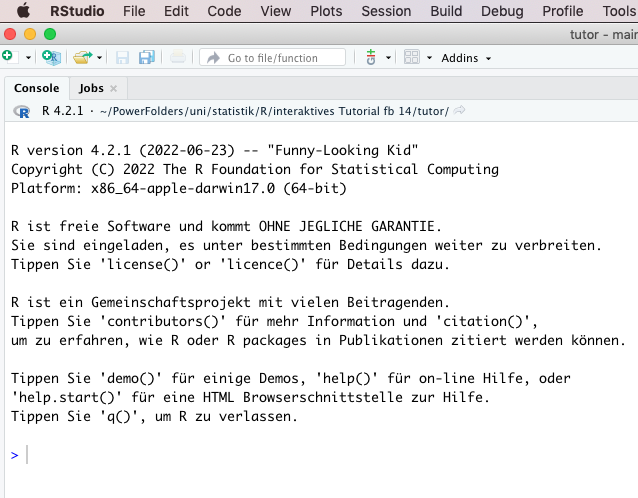 RStudio File Edit Code View Plots Session Build Debug Profile Tools
tutor - main
Go to file/function Addins
Console Jobs
R 4.2.1 · ~/PowerFolders/uni/statistik/R/interaktives Tutorial fb 14/tutor/
R version 4.2.1 (2022-06-23) -- "Funny-Looking Kid"
Copyright (C) 2022 The R Foundation for Statistical Computing
Platform: x86_64-apple-darwin17.0 (64-bit)
R ist freie Software und kommt OHNE JEGLICHE GARANTIE.
Sie sind eingeladen, es unter bestimmten Bedingungen weiter zu verbreiten.
Tippen Sie 'license()' or 'licence()' für Details dazu.
R ist ein Gemeinschaftsprojekt mit vielen Beitragenden.
Tippen Sie 'contributors()' für mehr Information und 'citation()',
um zu erfahren, wie R oder R packages in Publikationen zitiert werden können.
Tippen Sie 'demo()' für einige Demos, 'help()' für on-line Hilfe, oder
'help.start()' für eine HTML Browserschnittstelle zur Hilfe.
Tippen Sie 'q()', um R zu verlassen.
>